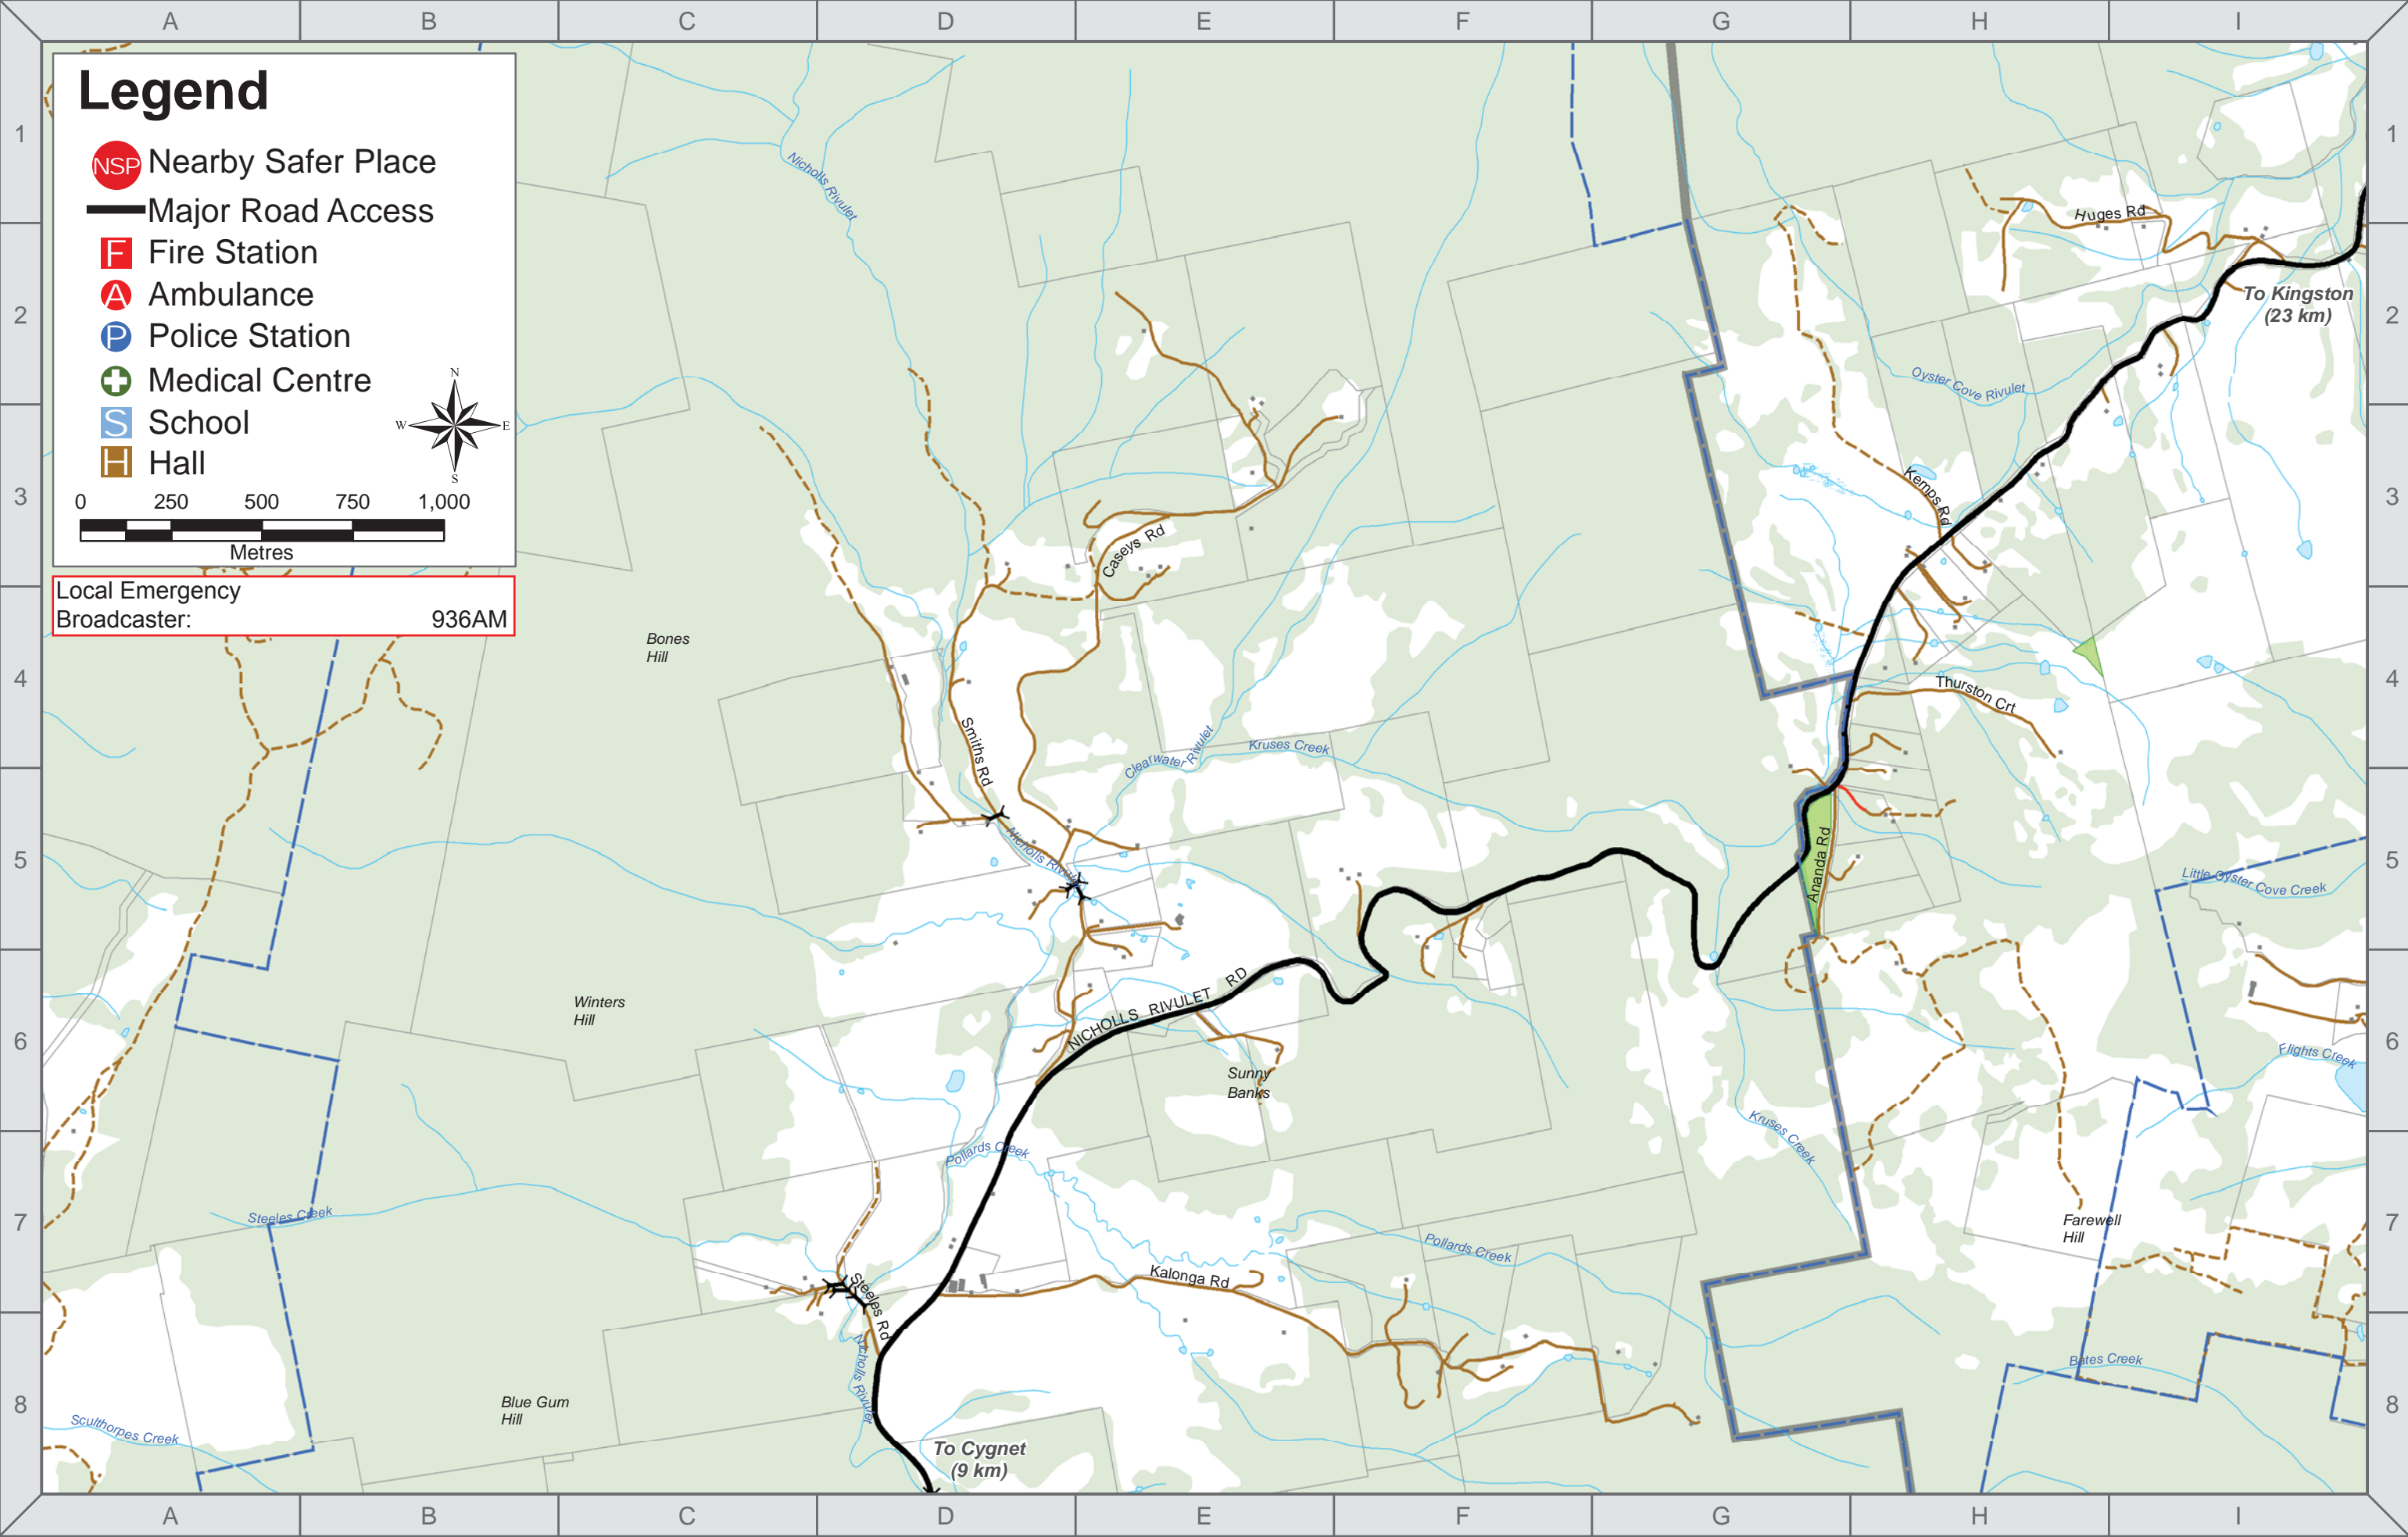 A B C D E F G H I
Legend
NSP Nearby Safer Place
Major Road Access
F Fire Station
A Ambulance
P Police Station
Medical Centre
S School
H Hall
N
W E
S
0 250 500 750 1,000
Metres
Local Emergency
Broadcaster: 936AM
1 1
2 2
3 3
4 4
5 5
6 6
7 7
8 8
Nicholls Rivulet
Huges Rd
To Kingston
(23 km)
Oyster Cove Rivulet
Kemps Rd
Caseys Rd
Bones
Hill
Smiths Rd
Clearwater Rivulet
Kruses Creek
Thurston Crt
Nicholls Rivulet
Ananda Rd
Little Oyster Cove Creek
Winters
Hill
NICHOLLS RIVULET RD
Sunny
Banks
Flights Creek
Kruses Creek
Pollards Creek
Steeles Creek
Farewell
Hill
Pollards Creek
Kalonga Rd
Steeles Rd
Nicholls Rivulet
Bates Creek
Blue Gum
Hill
Sculthorpes Creek
To Cygnet
(9 km)
A B C D E F G H I